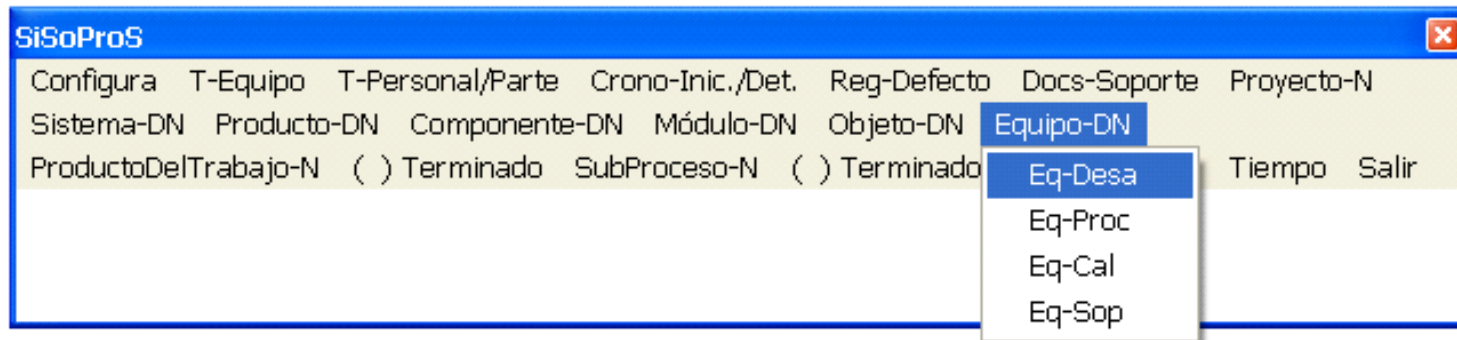 SiSoProS
Configura T-Equipo T-Personal/Parte Crono-Inic./Det. Reg-Defecto Docs-Soporte Proyecto-N
Sistema-DN Producto-DN Componente-DN Módulo-DN Objeto-DN Equipo-DN
ProductoDelTrabajo-N ( ) Terminado SubProceso-N ( ) Terminado Tiempo Salir
Eq-Desa
Eq-Proc
Eq-Cal
Eq-Sop